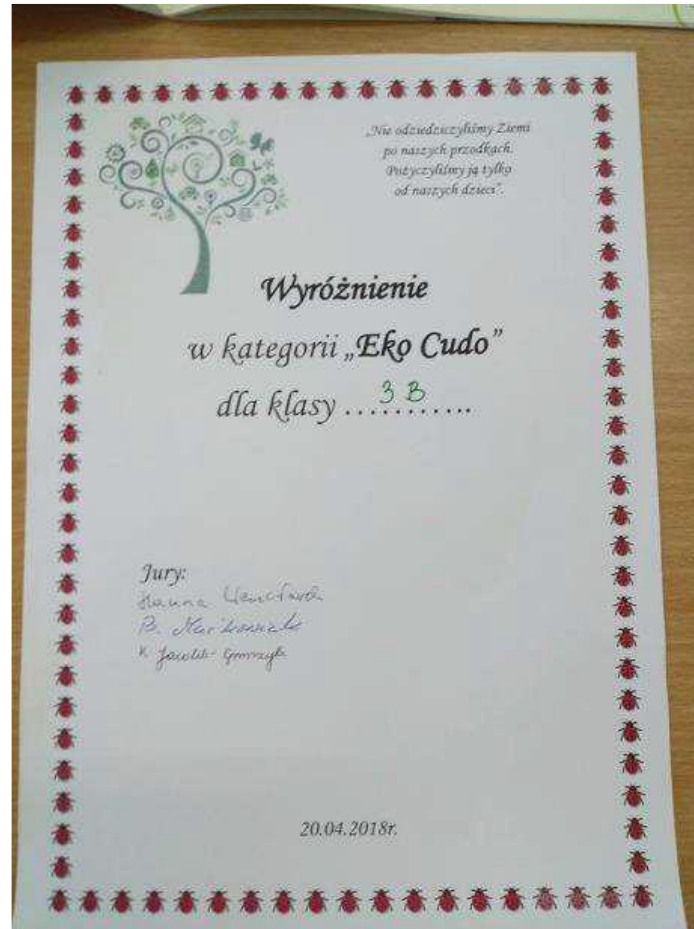 „Nie odziedziczyliśmy Ziemi
po naszych przodkach.
Pożyczyliśmy ją tylko
od naszych dzieci”.
Wyróżnienie
w kategorii „Eko Cudo”
dla klasy ....3 B.......
Jury:
Hanna
B.
K
20.04.2018r.